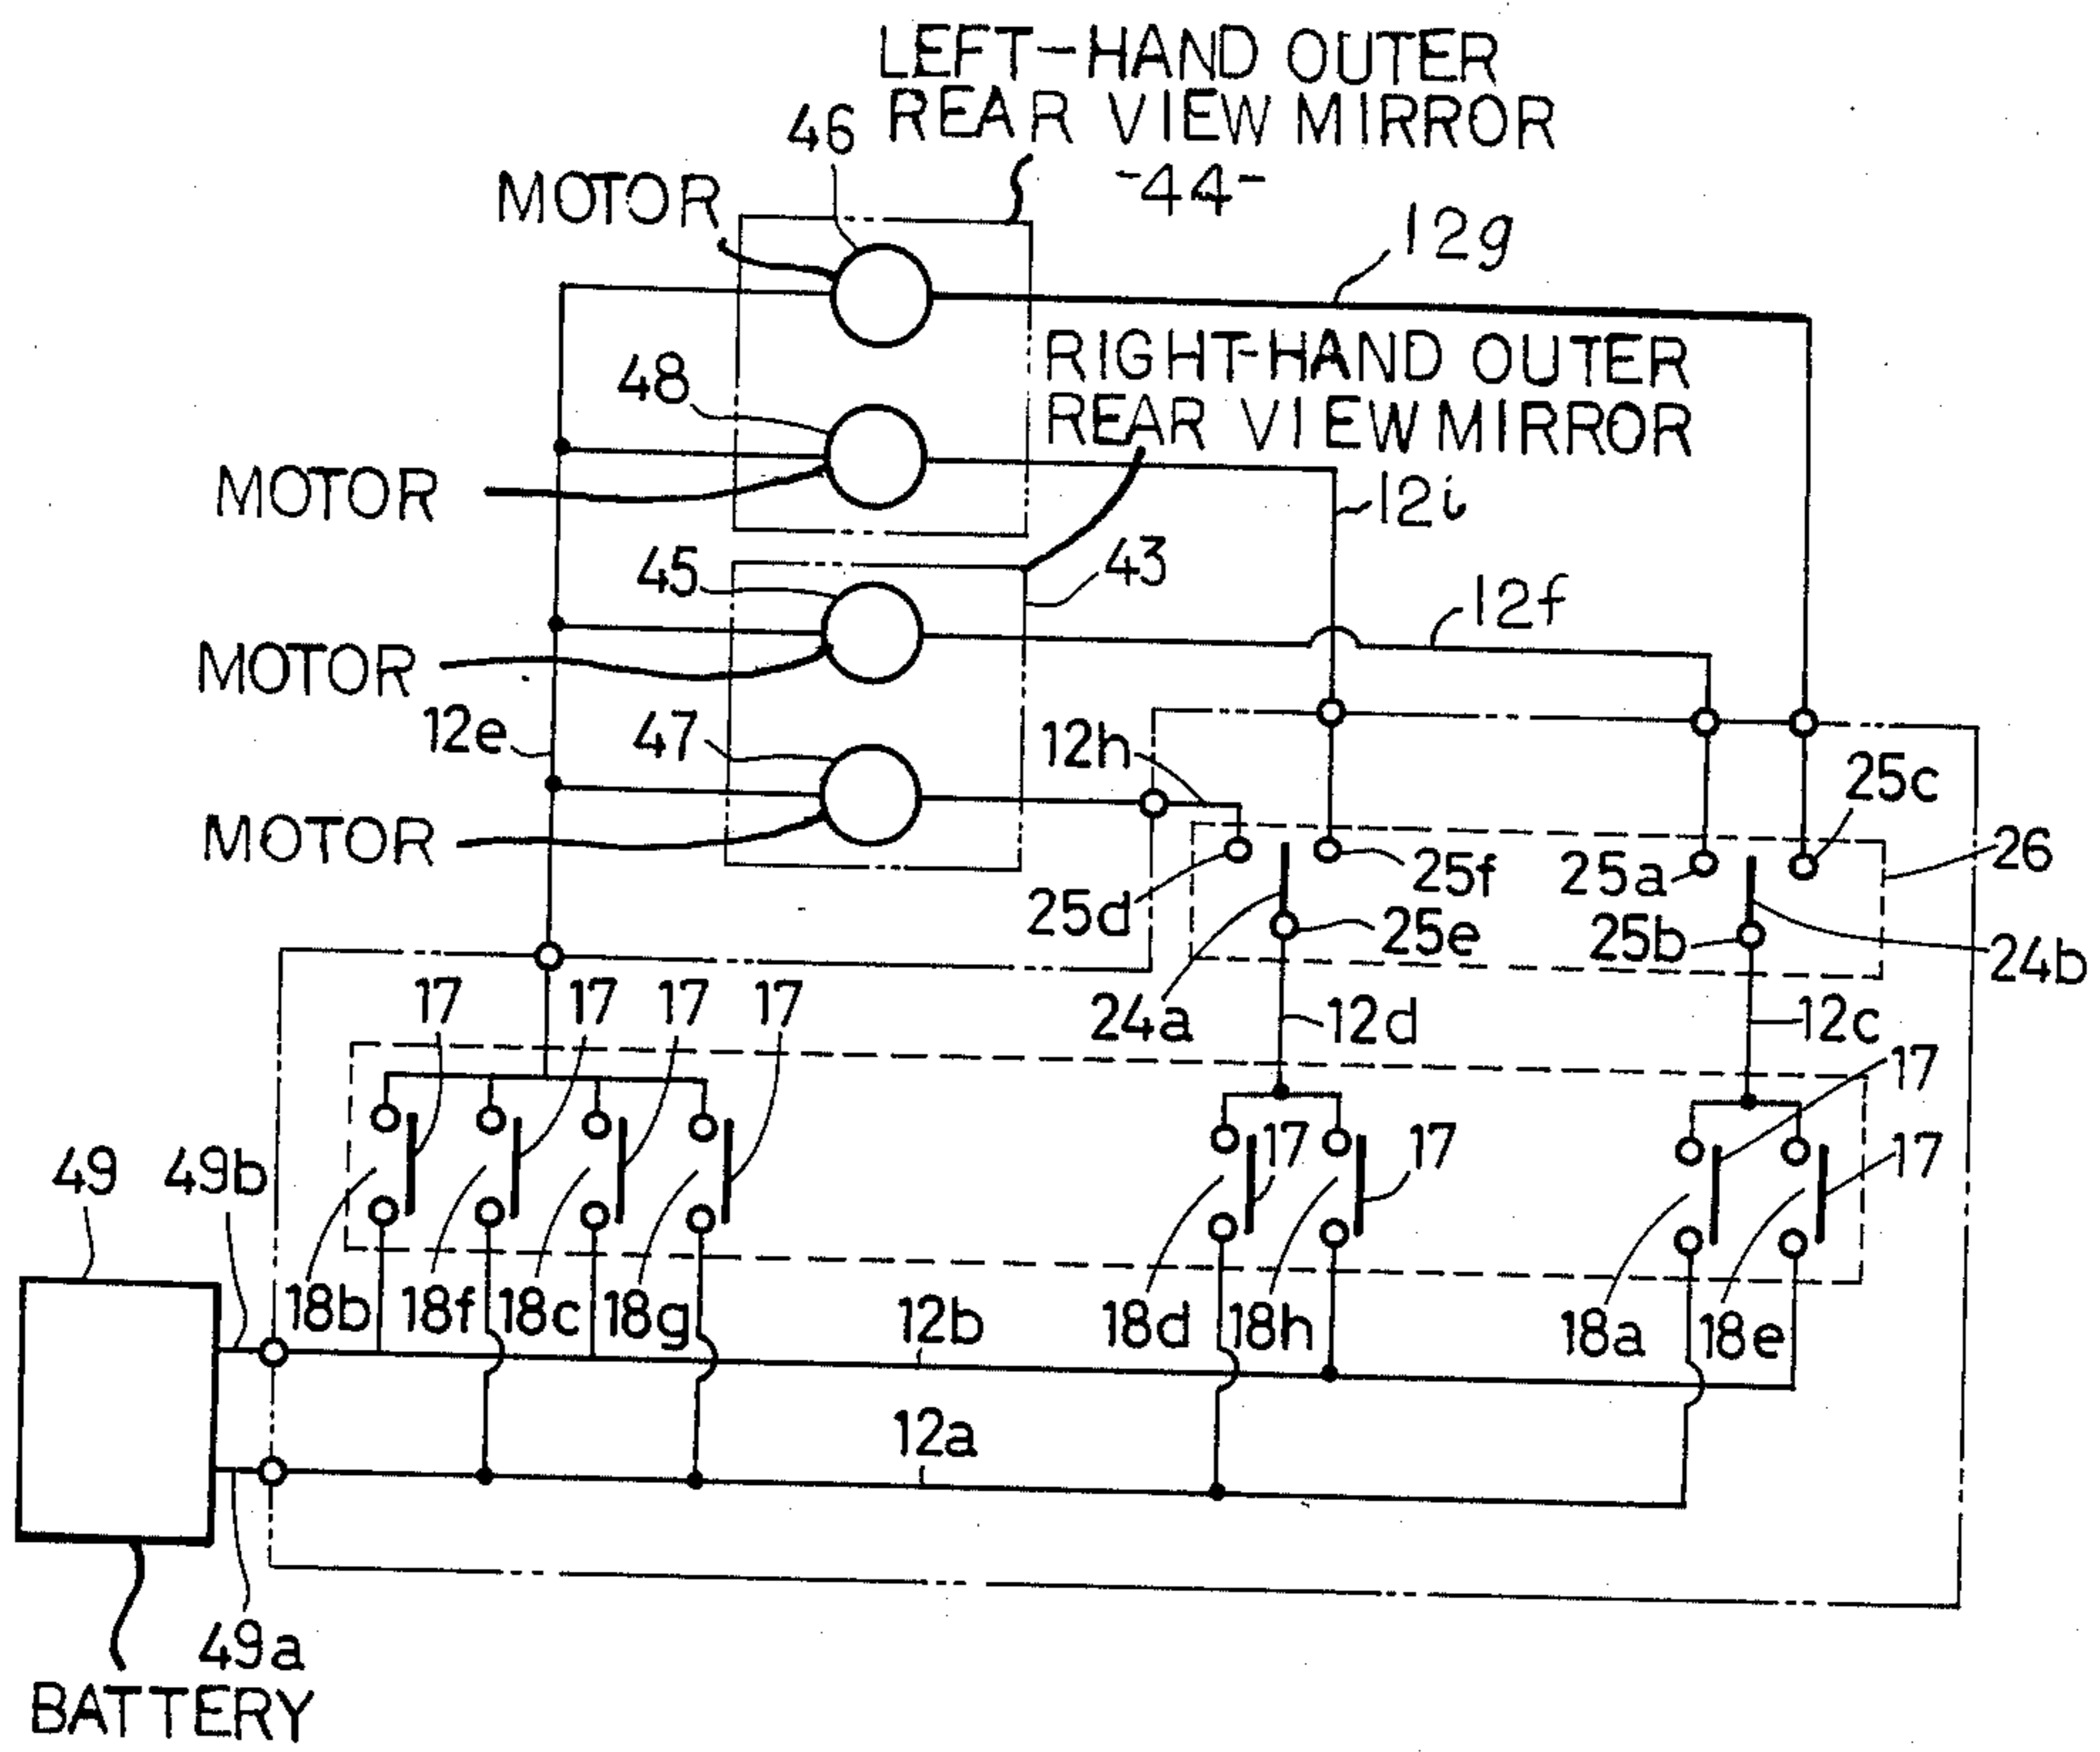 LEFT-HAND OUTER
REAR VIEW MIRROR
-44-
46
MOTOR
12g
RIGHT-HAND OUTER
REAR VIEW MIRROR
48
MOTOR
12i
45
43
12f
MOTOR
12e
47
12h
25c
MOTOR
26
25d
25f
25a
25e
25b
24b
24a
12d
12c
17
17
17
17
17
17
17
17
49
49b
18b
18f
18c
18g
12b
18d
18h
18a
18e
12a
49a
BATTERY